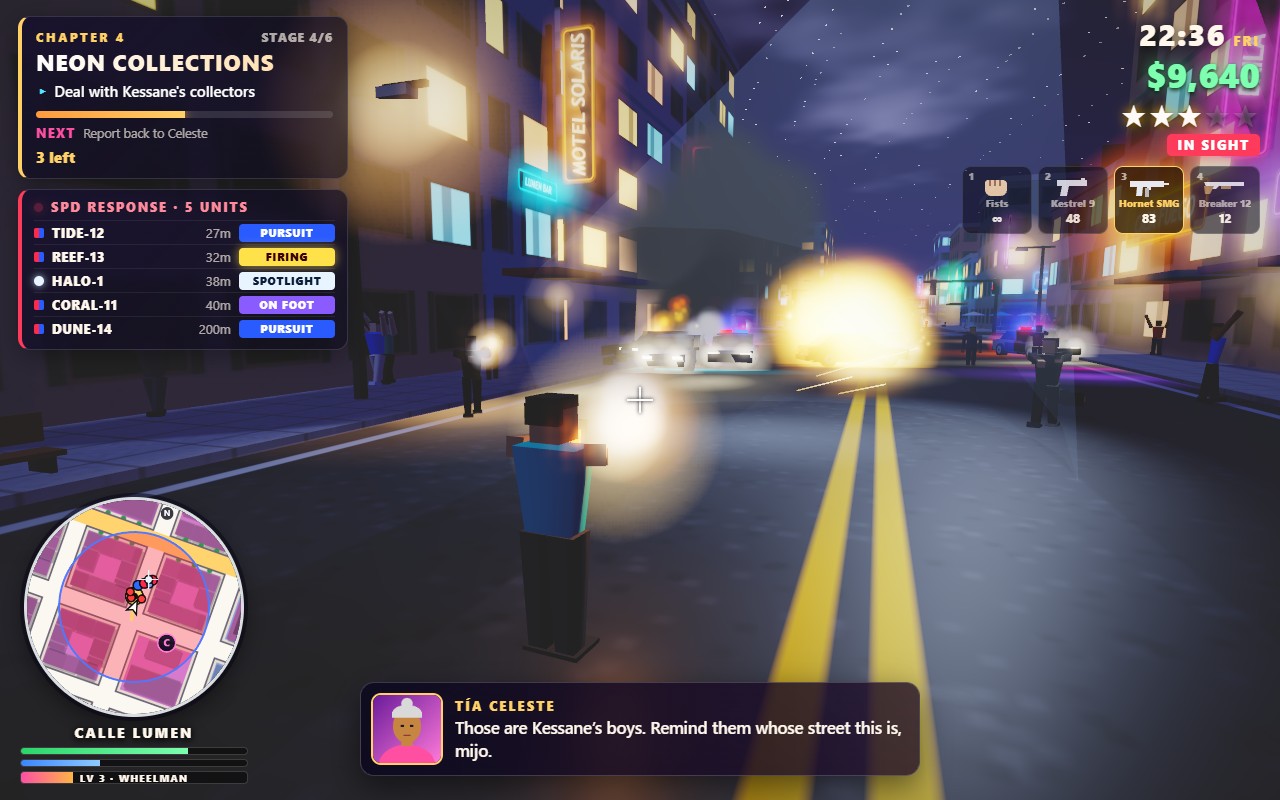 CHAPTER 4 STAGE 4/6
NEON COLLECTIONS
Deal with Kessane's collectors
NEXT Report back to Celeste
3 left
SPD RESPONSE · 5 UNITS
TIDE-12 27m PURSUIT
REEF-13 32m FIRING
HALO-1 38m SPOTLIGHT
CORAL-11 40m ON FOOT
DUNE-14 200m PURSUIT
MOTEL SOLARIS
22:36 FRI
$9,640
IN SIGHT
1 2 3 4
Fists Kestrel 9 Hornet SMG Breaker 12
∞ 48 83 12
N
C
CALLE LUMEN
LV 3 · WHEELMAN
TÍA CELESTE
Those are Kessane's boys. Remind them whose street this is,
mijo.